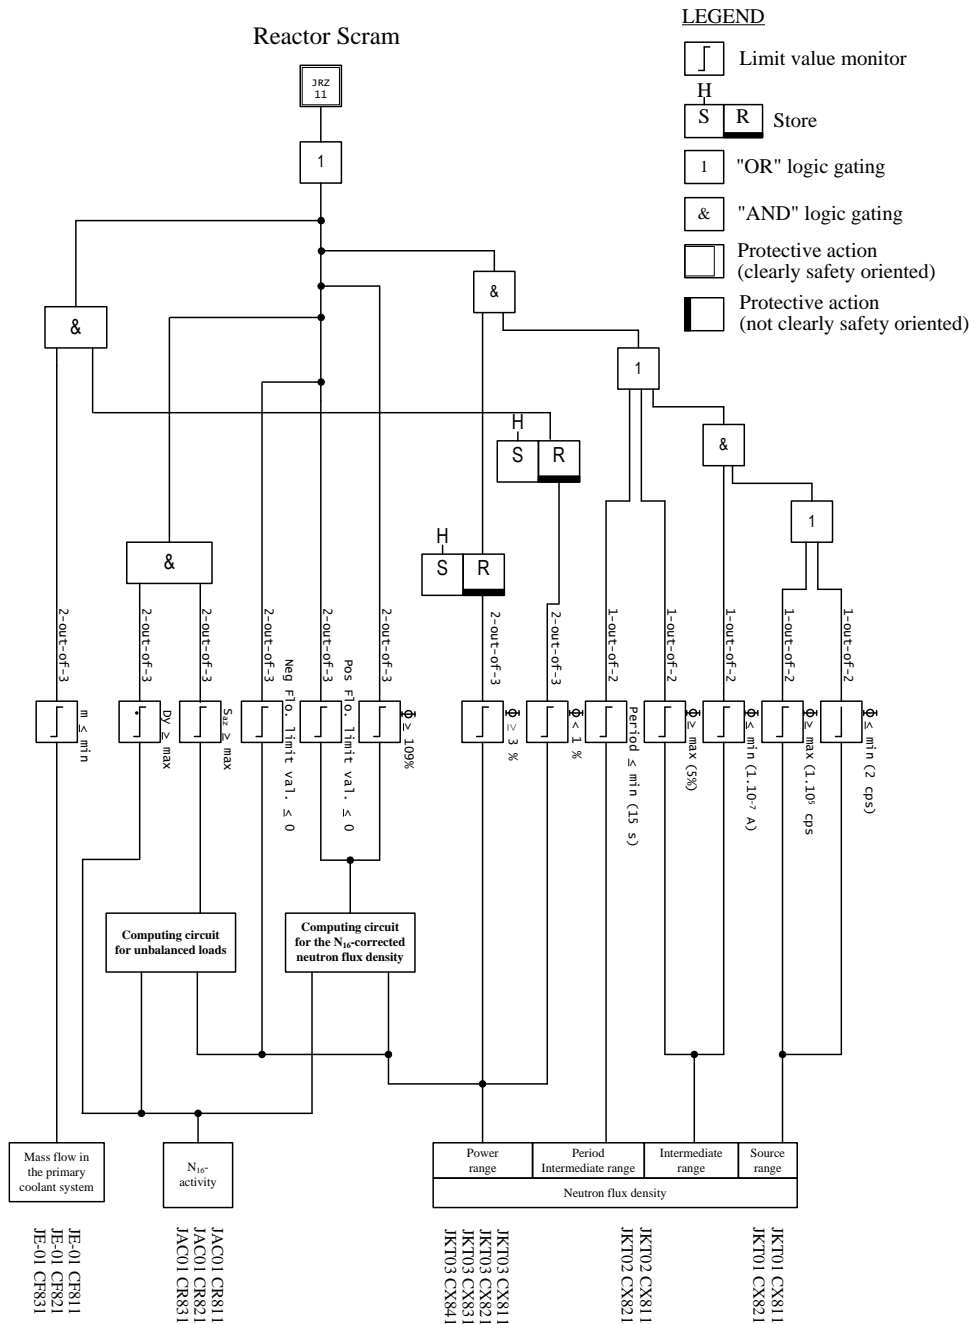 LEGEND
Reactor Scram
Limit value monitor
JRZ
11
H
S
R
Store
1
1
"OR" logic gating
&
"AND" logic gating
Protective action
(clearly safety oriented)
&
Protective action
(not clearly safety oriented)
&
1
H
&
S
R
1
H
&
S
R
2-out-of-3
2-out-of-3
2-out-of-3
2-out-of-3
2-out-of-3
2-out-of-3
2-out-of-3
2-out-of-3
1-out-of-2
1-out-of-2
1-out-of-2
1-out-of-2
1-out-of-2
m ≤ min
Dy ≥ max
Saz ≥ max
Neg Flo. limit val. ≤ 0
Pos Flo. limit val. ≤ 0
Φ ≥ 109%
Φ ≥ 3 %
Φ < 1 %
Period ≤ min (15 s)
Φ ≥ max (5%)
Φ ≤ min (1.10⁻⁷ A)
Φ ≥ max (1.10⁵ cps
Φ ≤ min (2 cps)
Computing circuit
for unbalanced loads
Computing circuit
for the N₁₆-corrected
neutron flux density
Mass flow in
the primary
coolant system
N₁₆-
activity
Power
range
Period
Intermediate range
Intermediate
range
Source
range
Neutron flux density
JE-01 CF811
JE-01 CF821
JE-01 CF831
JAC01 CR811
JAC01 CR821
JAC01 CR831
JKT03 CX811
JKT03 CX821
JKT03 CX831
JKT03 CX841
JKT02 CX811
JKT02 CX821
JKT01 CX811
JKT01 CX821